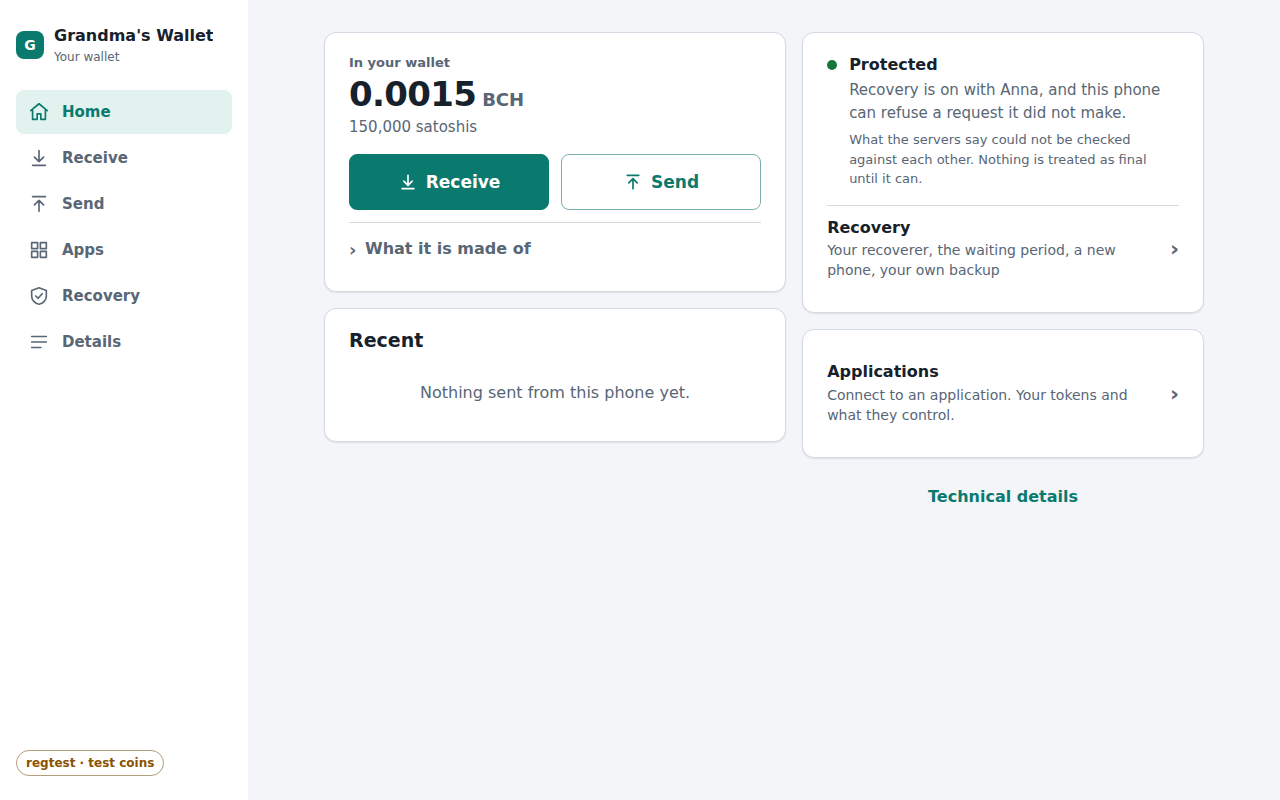 G
Grandma's Wallet
Your wallet
Home
Receive
Send
Apps
Recovery
Details
regtest · test coins
In your wallet
0.0015 BCH
150,000 satoshis
Receive
Send
› What it is made of
Recent
Nothing sent from this phone yet.
Protected
Recovery is on with Anna, and this phone
can refuse a request it did not make.
What the servers say could not be checked
against each other. Nothing is treated as final
until it can.
Recovery
Your recoverer, the waiting period, a new
phone, your own backup
›
Applications
Connect to an application. Your tokens and
what they control.
›
Technical details